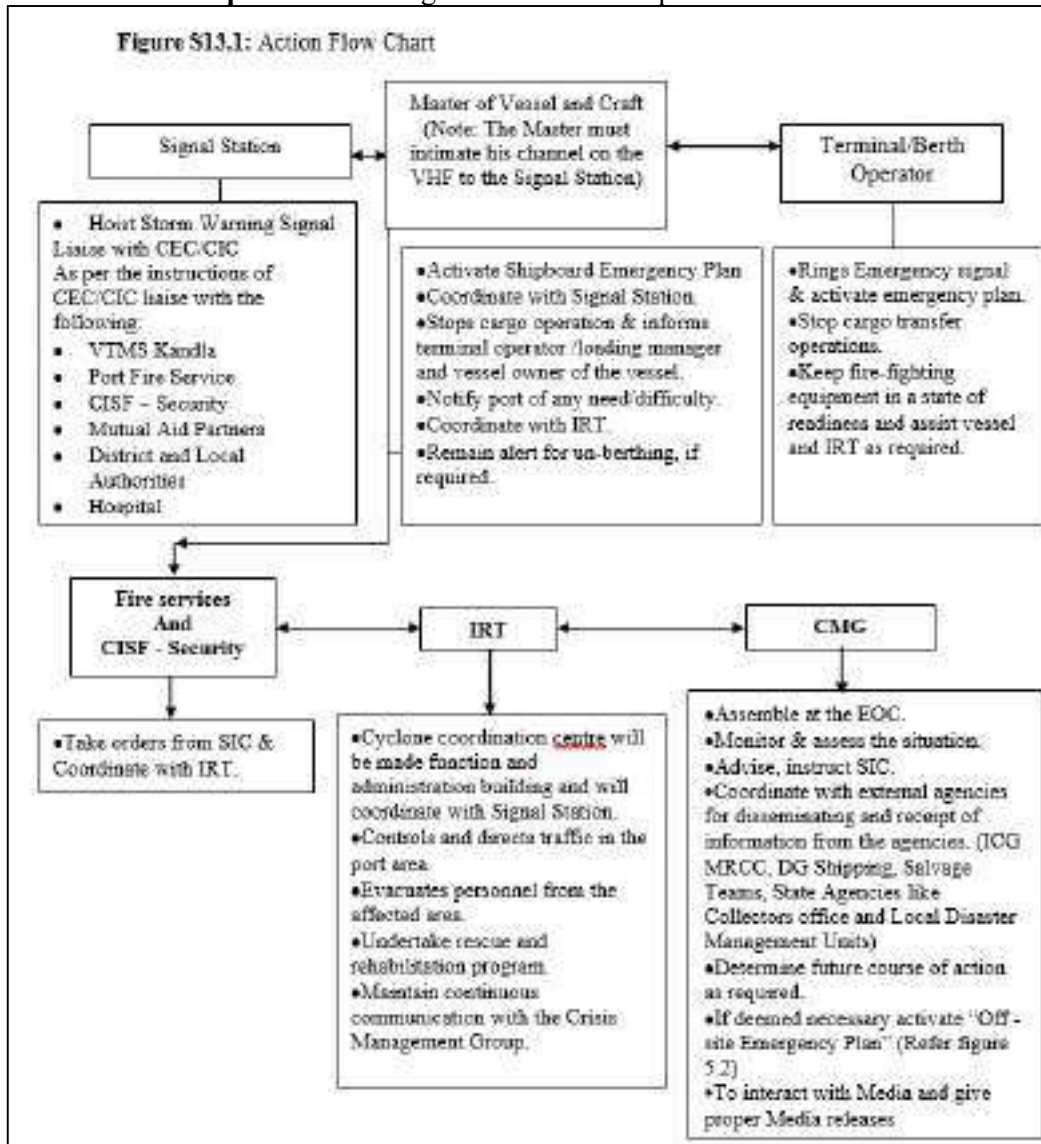 Figure S13.1: Action Flow Chart
Master of Vessel and Craft
(Note: The Master must
intimate his channel on the
VHF to the Signal Station)
Signal Station
Terminal/Berth
Operator
• Hoist Storm Warning Signal
Liaise with CEC/CIC
As per the instructions of
CEC/CIC liaise with the
following:
• VTMS Kandla
• Port Fire Service
• CISF – Security
• Mutual Aid Partners
• District and Local
Authorities
• Hospital
•Activate Shipboard Emergency Plan
•Coordinate with Signal Station.
•Stops cargo operation & informs
terminal operator /loading manager
and vessel owner of the vessel.
•Notify port of any need/difficulty.
•Coordinate with IRT.
•Remain alert for un-berthing, if
required.
•Rings Emergency signal
& activate emergency plan.
•Stop cargo transfer
operations.
•Keep fire-fighting
equipment in a state of
readiness and assist vessel
and IRT as required.
Fire services
And
CISF - Security
IRT
CMG
•Take orders from SIC &
Coordinate with IRT.
•Cyclone coordination centre will
be made function and
administration building and will
coordinate with Signal Station.
•Controls and directs traffic in the
port area.
•Evacuates personnel from the
affected area.
•Undertake rescue and
rehabilitation program.
•Maintain continuous
communication with the Crisis
Management Group.
•Assemble at the EOC.
•Monitor & assess the situation.
•Advise, instruct SIC.
•Coordinate with external agencies
for disseminating and receipt of
information from the agencies. (ICG
MRCC, DG Shipping, Salvage
Teams, State Agencies like
Collectors office and Local Disaster
Management Units)
•Determine future course of action
as required.
•If deemed necessary activate “Off -
site Emergency Plan” (Refer figure
5.2)
•To interact with Media and give
proper Media releases